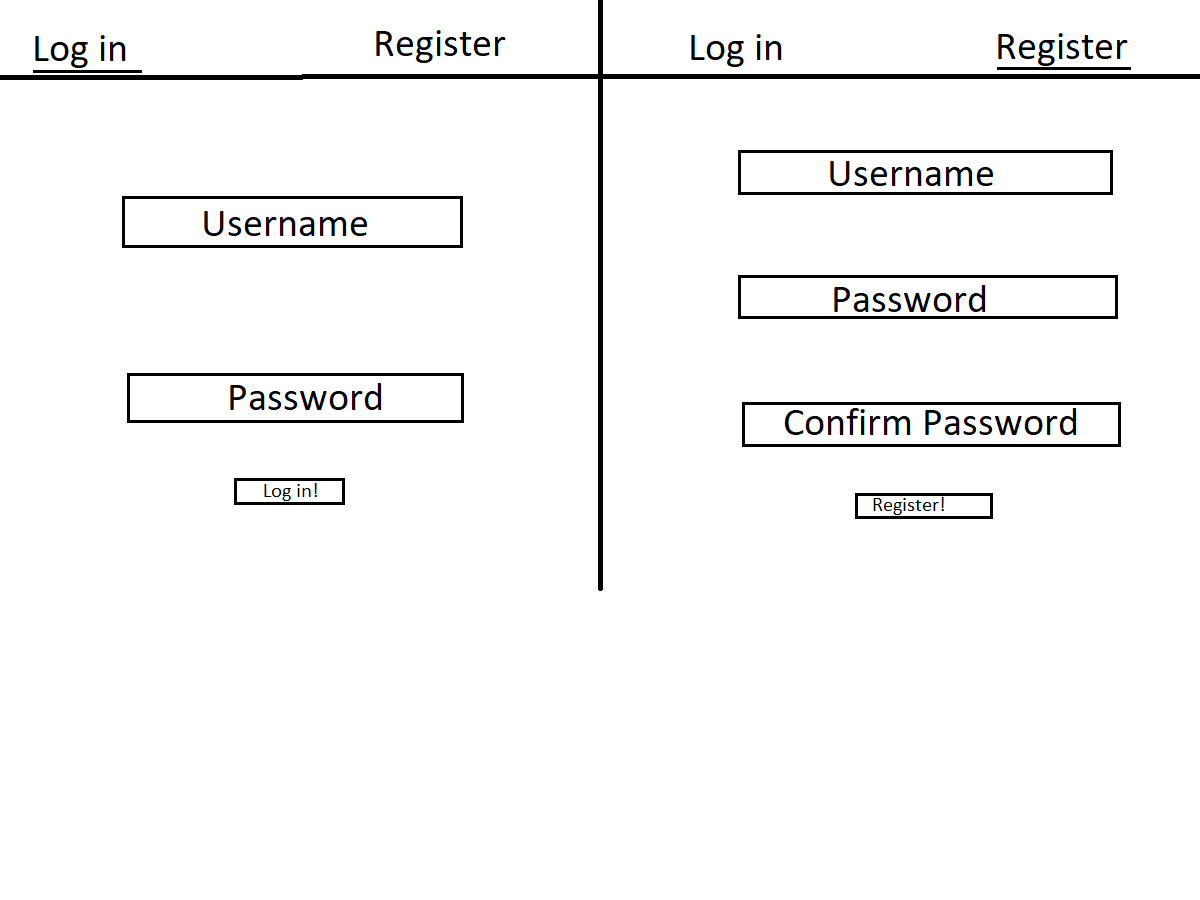 Log in
Register
Username
Password
Log in!
Log in
Register
Username
Password
Confirm Password
Register!